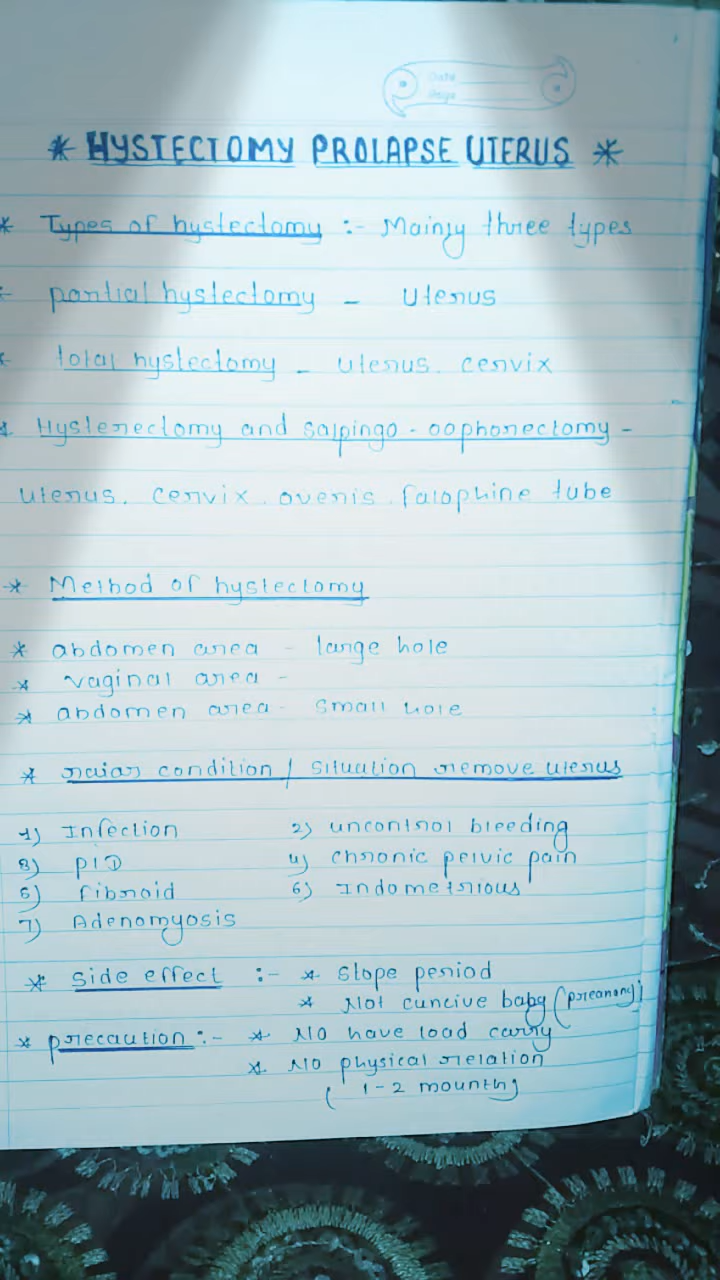 Date
Page
* HYSTECTOMY PROLAPSE UTERUS *
* Types of hystectomy :- Mainly three types
* partial hystectomy - Uterus
* total hystectomy - uterus. cervix
* Hysterectomy and salpingo - oophorectomy -
uterus. cervix. overis. falophine tube
* Method of hystectomy
* abdomen area - large hole
* vaginal area -
* abdomen area - small hole
* condition / situation remove uterus
1) Infection 2) uncontrol bleeding
3) PID 4) chronic pelvic pain
5) fibroid 6) Indometrious
7) Adenomyosis
* Side effect :- * Slope period
* Not cuncive baby (preanany)
* precaution :- * No have load carry
* No physical relation
( 1-2 mounth)